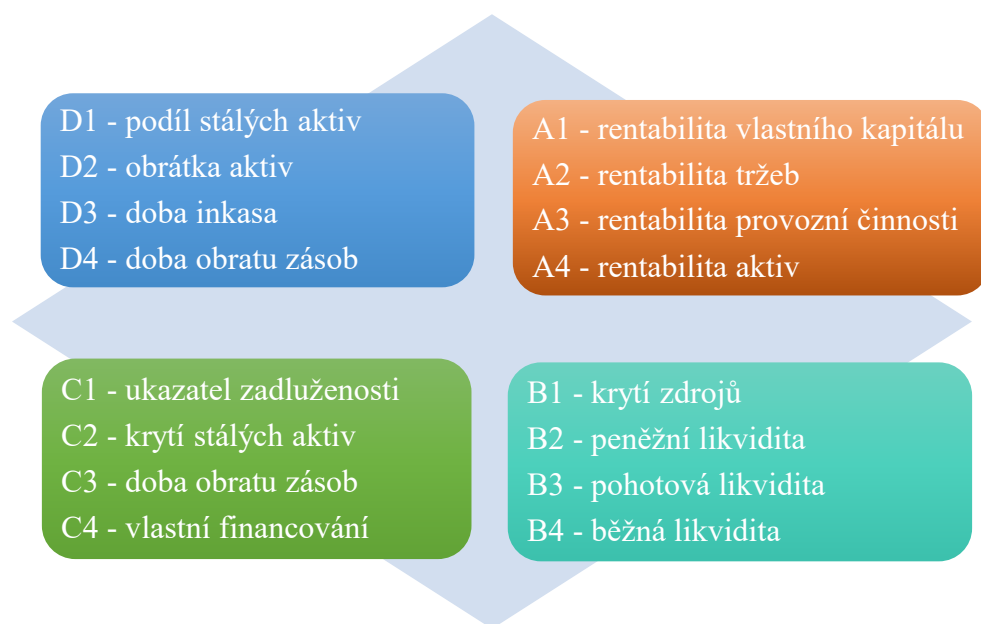 D1 - podíl stálých aktiv
D2 - obrátka aktiv
D3 - doba inkasa
D4 - doba obratu zásob
A1 - rentabilita vlastního kapitálu
A2 - rentabilita tržeb
A3 - rentabilita provozní činnosti
A4 - rentabilita aktiv
C1 - ukazatel zadluženosti
C2 - krytí stálých aktiv
C3 - doba obratu zásob
C4 - vlastní financování
B1 - krytí zdrojů
B2 - peněžní likvidita
B3 - pohotová likvidita
B4 - běžná likvidita